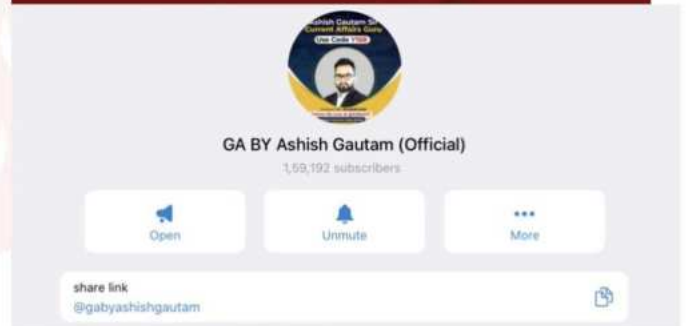 Ashish Gautam Sir
Current Affairs Guru
Use Code Y166
GA BY Ashish Gautam (Official)
1,59,192 subscribers
Open
Unmute
More
share link
@gabyashishgautam